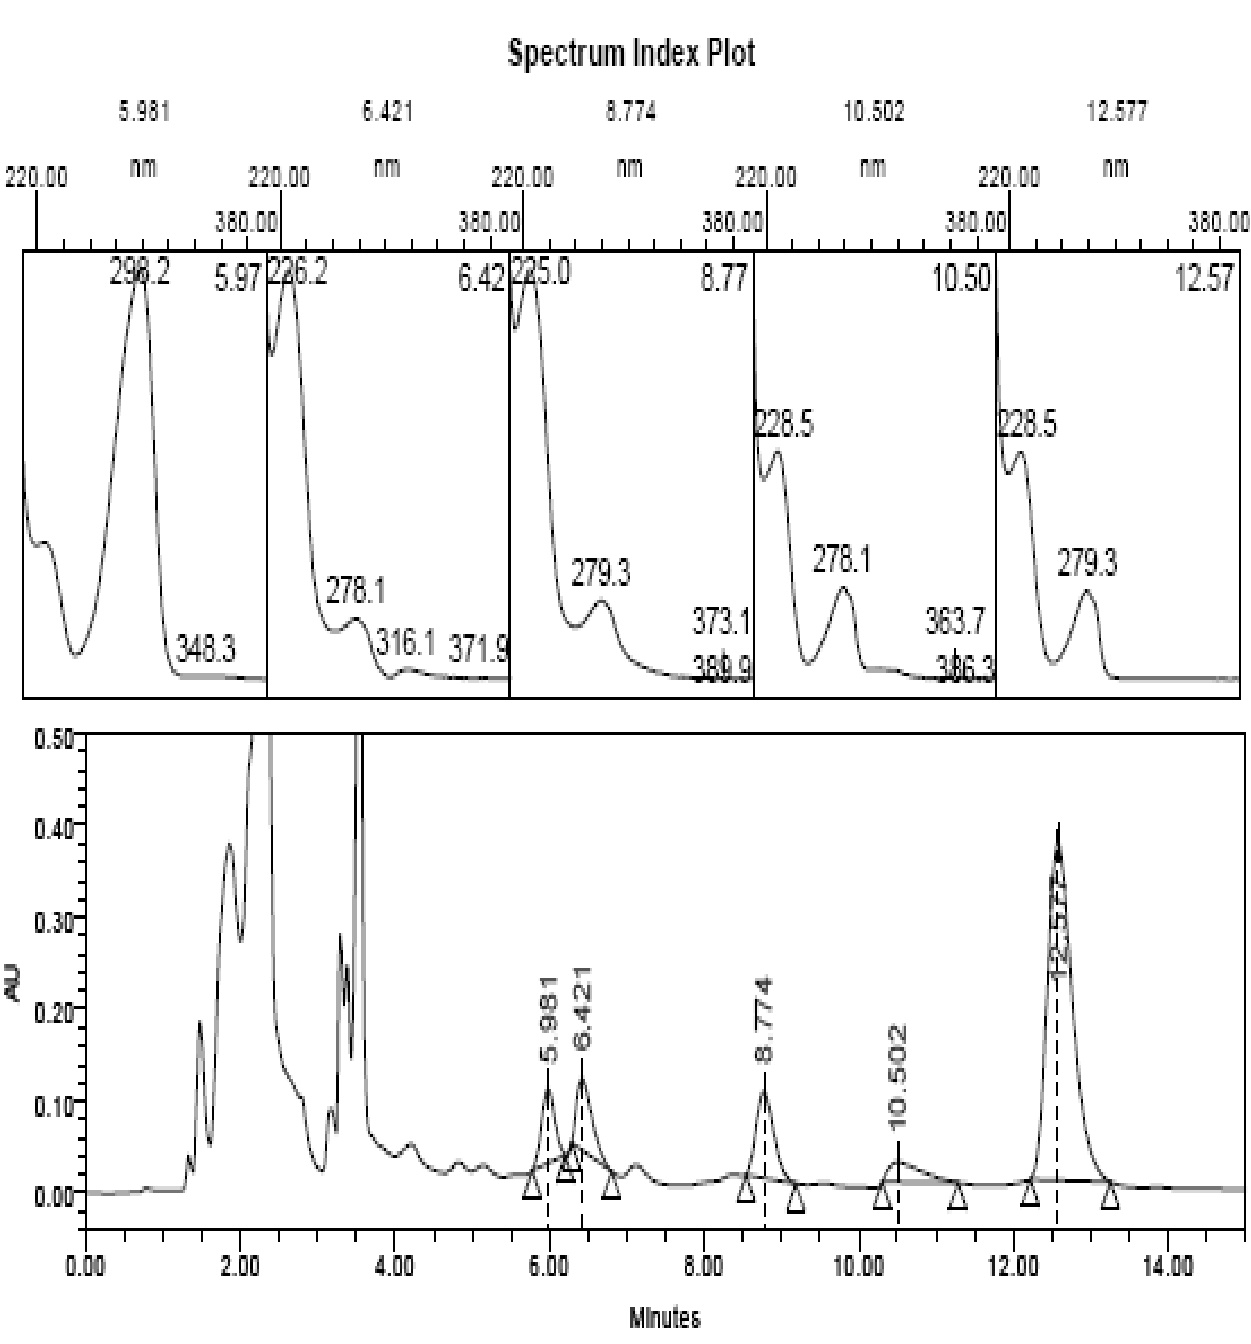 Spectrum Index Plot
5.981 6.421 8.774 10.502 12.577
nm nm nm nm nm
220.00 220.00 220.00 220.00 220.00
380.00 380.00 380.00 380.00 380.00
298.2 5.97 226.2 6.42 225.0 8.77 10.50 12.57
228.5 228.5
279.3 278.1 279.3
278.1
373.1 363.7
348.3 316.1 371.9
389.9 386.3
0.50
0.40
0.30
0.20
0.10
0.00
AU
5.981
6.421
8.774
10.502
12.577
0.00 2.00 4.00 6.00 8.00 10.00 12.00 14.00
Minutes